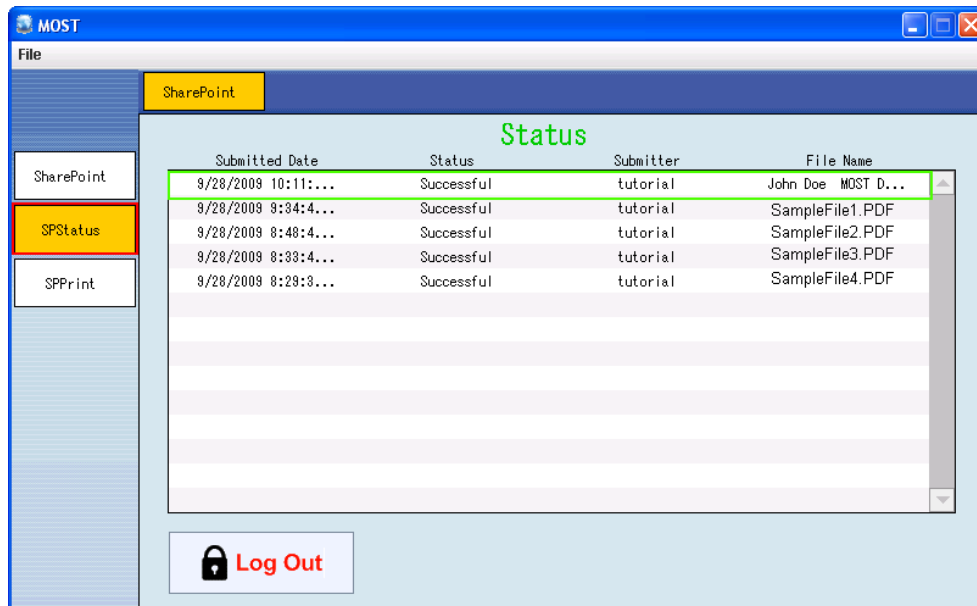 MOST
File
SharePoint
Status
Submitted Date Status Submitter File Name
SharePoint
9/28/2009 10:11:... Successful tutorial John Doe MOST D...
9/28/2009 9:34:4... Successful tutorial SampleFile1.PDF
SPStatus
9/28/2009 8:48:4... Successful tutorial SampleFile2.PDF
9/28/2009 8:33:4... Successful tutorial SampleFile3.PDF
SPPrint
9/28/2009 8:29:3... Successful tutorial SampleFile4.PDF
Log Out